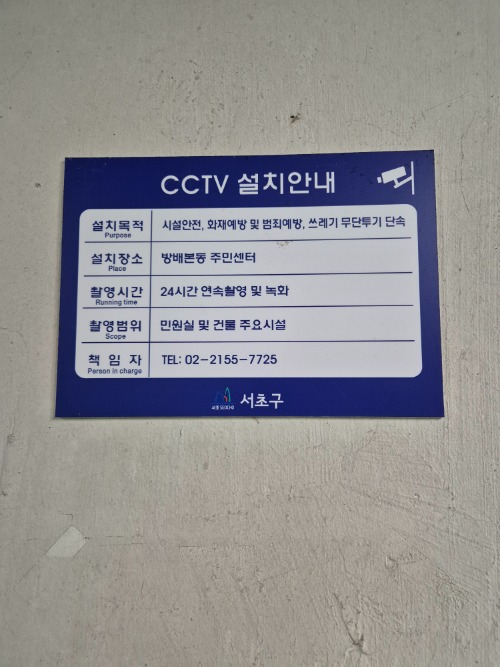 CCTV 설치안내
설치목적 시설안전, 화재예방 및 범죄예방, 쓰레기 무단투기 단속
Purpose
설치장소 방배본동 주민센터
Place
촬영시간 24시간 연속촬영 및 녹화
Running time
촬영범위 민원실 및 건물 주요시설
Scope
책 임 자 TEL: 02-2155-7725
Person in charge
서초구